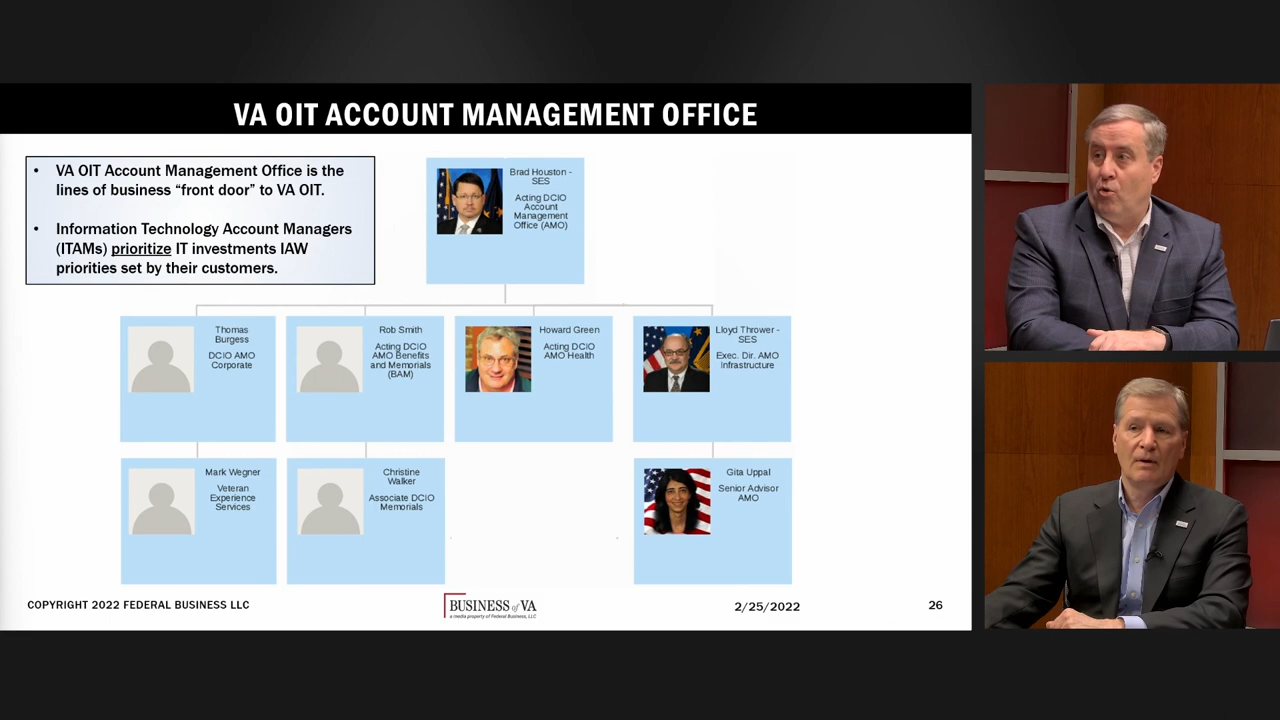 VA OIT ACCOUNT MANAGEMENT OFFICE
• VA OIT Account Management Office is the
lines of business “front door” to VA OIT.
• Information Technology Account Managers
(ITAMs) prioritize IT investments IAW
priorities set by their customers.
Brad Houston -
SES
Acting DCIO
Account
Management
Office (AMO)
Thomas
Burgess
DCIO AMO
Corporate
Rob Smith
Acting DCIO
AMO Benefits
and Memorials
(BAM)
Howard Green
Acting DCIO
AMO Health
Lloyd Thrower -
SES
Exec. Dir. AMO
Infrastructure
Mark Wegner
Veteran
Experience
Services
Christine
Walker
Associate DCIO
Memorials
Gita Uppal
Senior Advisor
AMO
COPYRIGHT 2022 FEDERAL BUSINESS LLC
BUSINESS of VA
a media property of Federal Business, LLC
2/25/2022
26